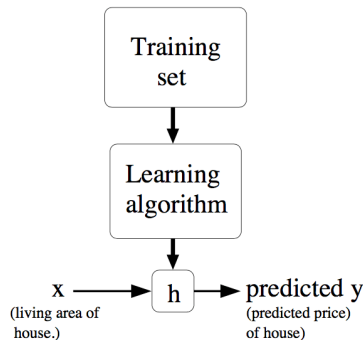 Training
set
Learning
algorithm
x
h
predicted y
(living area of
house.)
(predicted price)
of house)